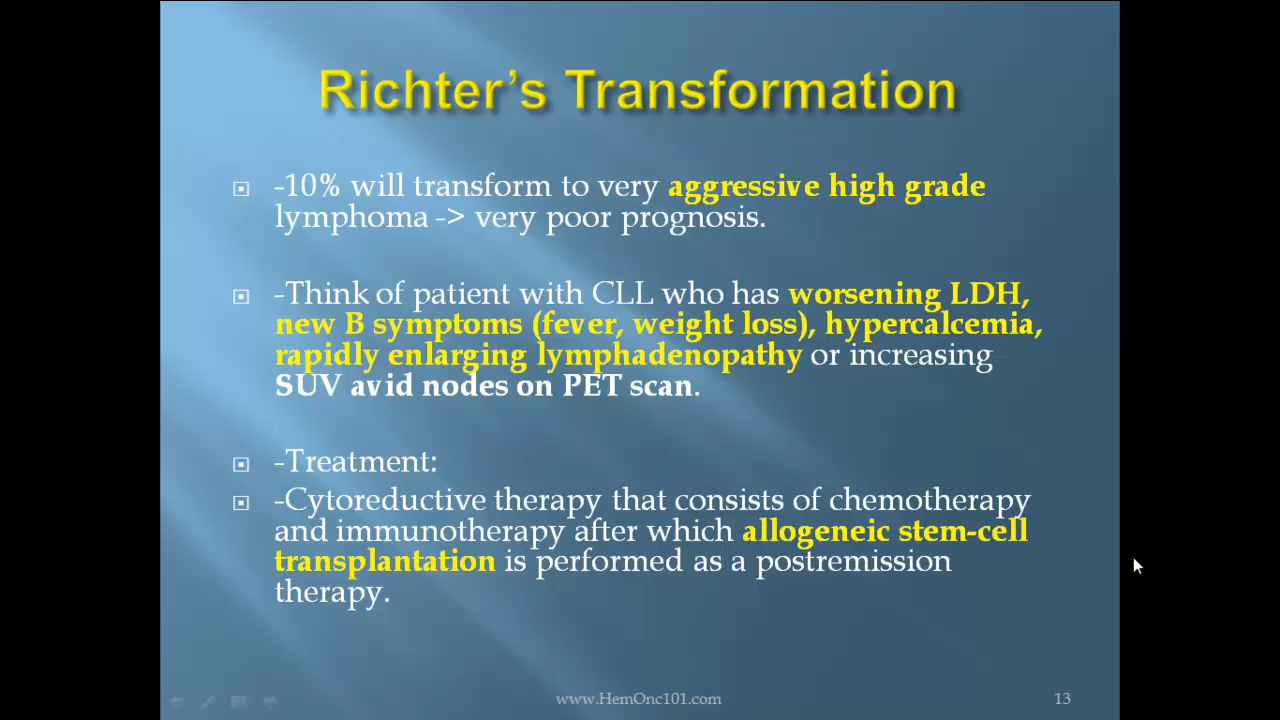 Richter's Transformation
-10% will transform to very aggressive high grade
lymphoma -> very poor prognosis.
-Think of patient with CLL who has worsening LDH,
new B symptoms (fever, weight loss), hypercalcemia,
rapidly enlarging lymphadenopathy or increasing
SUV avid nodes on PET scan.
-Treatment:
-Cytoreductive therapy that consists of chemotherapy
and immunotherapy after which allogeneic stem-cell
transplantation is performed as a postremission
therapy.
www.HemOnc101.com
13